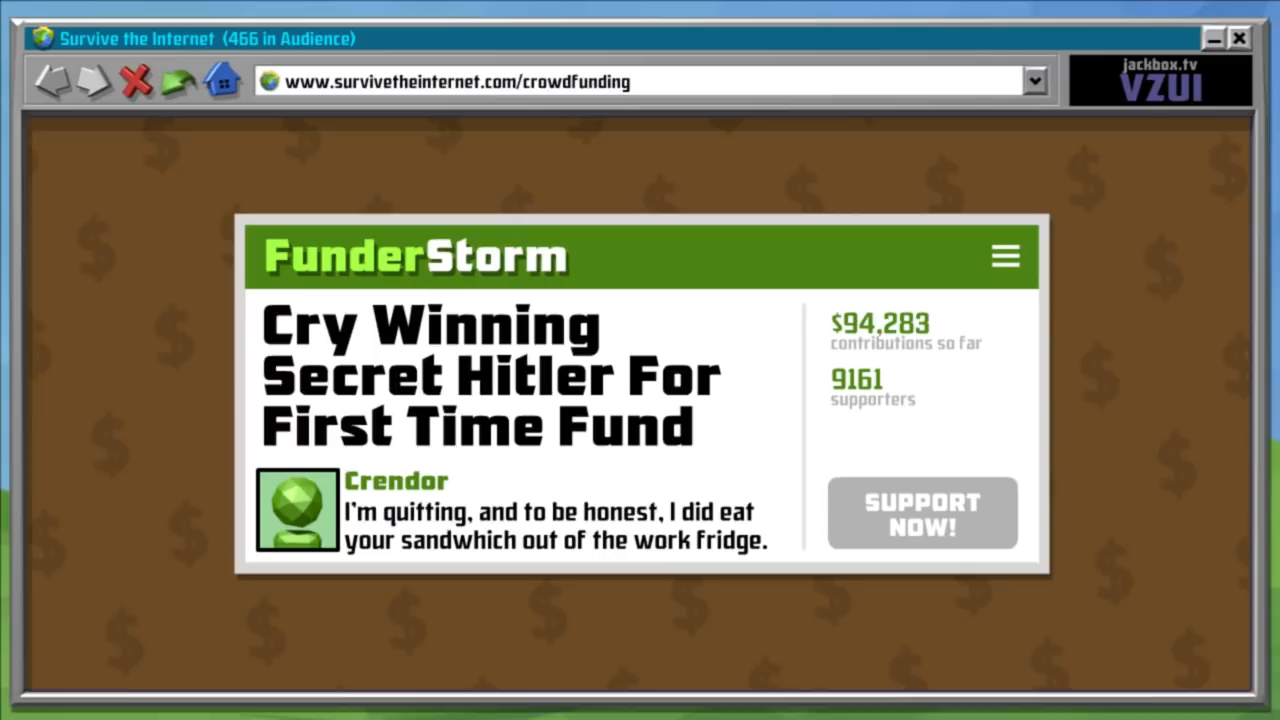 Survive the Internet (466 in Audience)
www.survivetheinternet.com/crowdfunding
jackbox.tv
VZUI
FunderStorm
Cry Winning
Secret Hitler For
First Time Fund
$94,283
contributions so far
9161
supporters
Crendor
I'm quitting, and to be honest, I did eat
your sandwhich out of the work fridge.
SUPPORT
NOW!